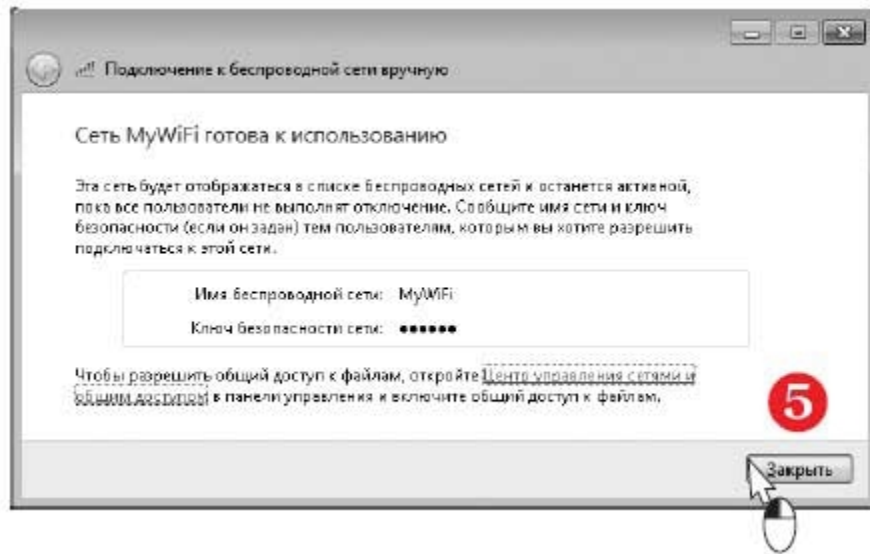 Подключение к беспроводной сети вручную
Сеть MyWiFi готова к использованию
Эта сеть будет отображаться в списке беспроводных сетей и останется активной,
пока все пользователи не выполнят отключение. Сообщите имя сети и ключ
безопасности (если он задан) тем пользователям, которым вы хотите разрешить
подключаться к этой сети.
Имя беспроводной сети: MyWiFi
Ключ безопасности сети: ●●●●●●
Чтобы разрешить общий доступ к файлам, откройте Центр управления сетями и
общим доступом в панели управления и включите общий доступ к файлам.
5
Закрыть